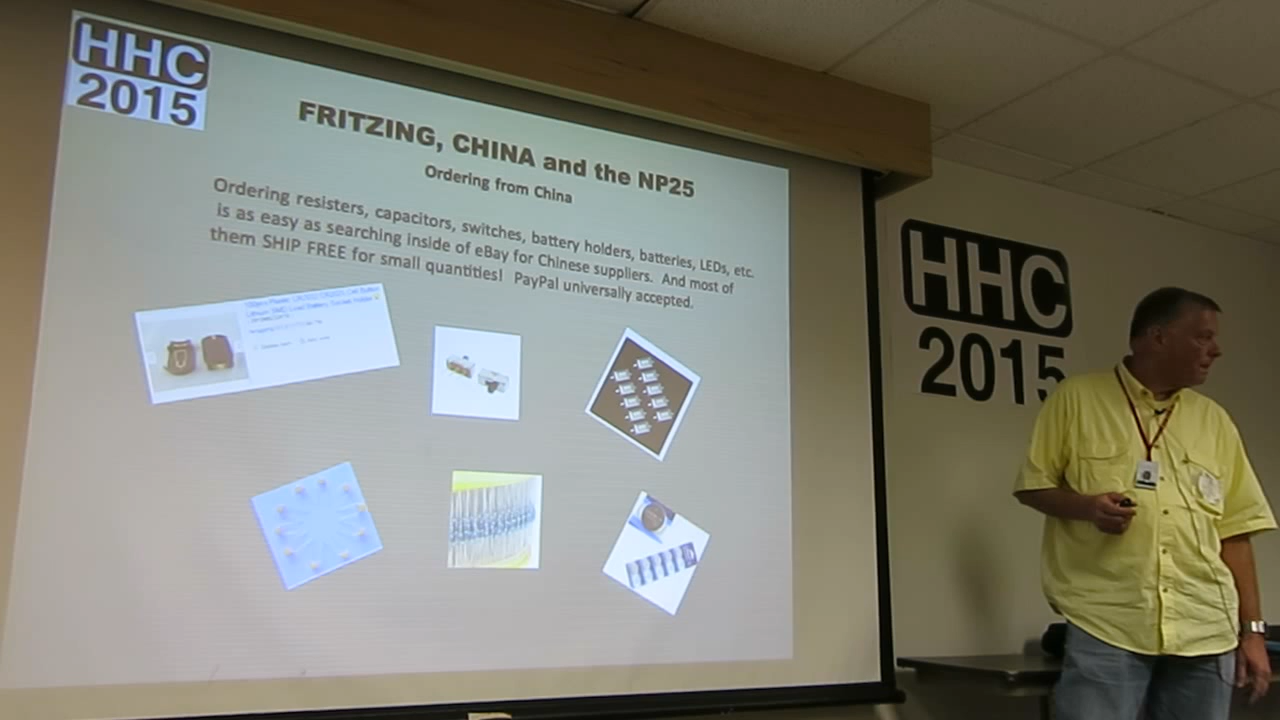 HHC
2015
FRITZING, CHINA and the NP25
Ordering from China
Ordering resisters, capacitors, switches, battery holders, batteries, LEDs, etc.
is as easy as searching inside of eBay for Chinese suppliers. And most of
them SHIP FREE for small quantities! PayPal universally accepted.
HHC
2015